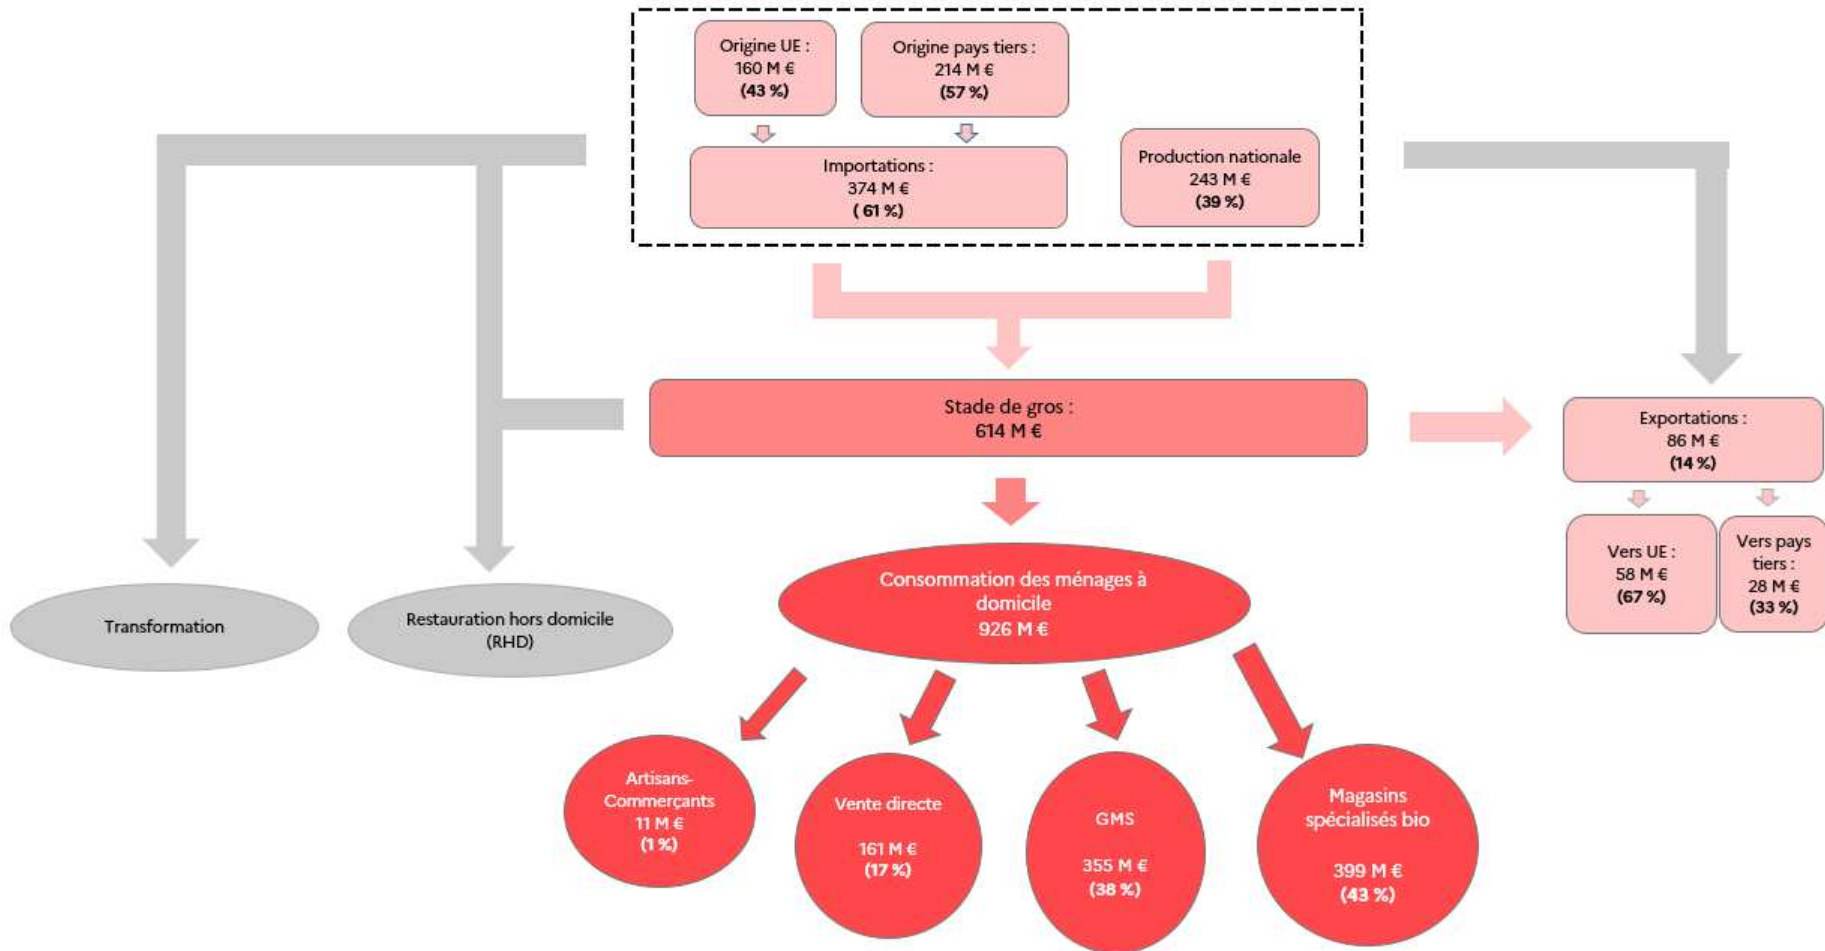 Origine UE :
160 M €
(43 %)
Origine pays tiers :
214 M €
(57 %)
Importations :
374 M €
( 61 %)
Production nationale
243 M €
(39 %)
Stade de gros :
614 M €
Exportations :
86 M €
(14 %)
Vers UE :
58 M €
(67 %)
Vers pays
tiers :
28 M €
(33 %)
Consommation des ménages à
domicile
926 M €
Transformation
Restauration hors domicile
(RHD)
Artisans-
Commerçants
11 M €
(1 %)
Vente directe
161 M €
(17 %)
GMS
355 M €
(38 %)
Magasins
spécialisés bio
399 M €
(43 %)